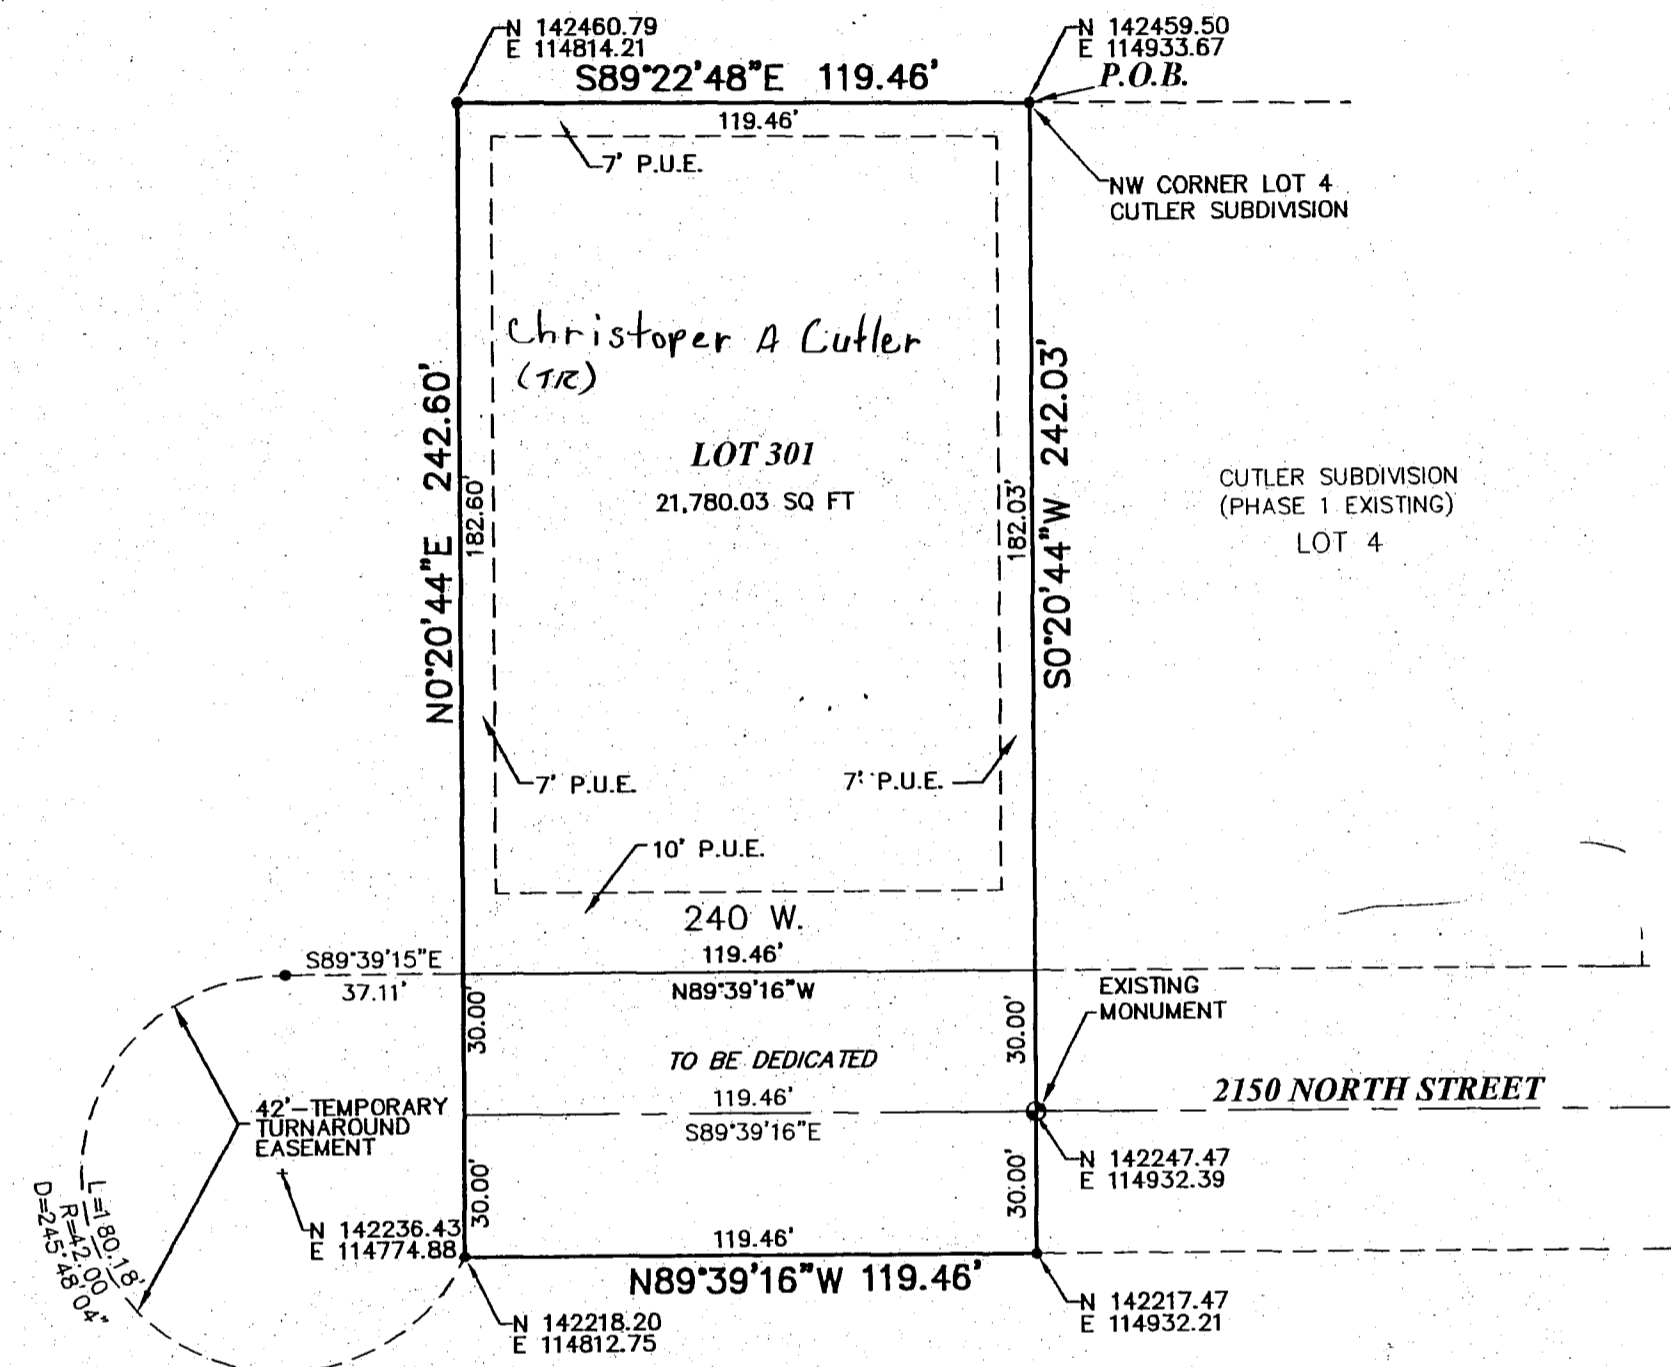 N 142460.79
E 114814.21
N 142459.50
E 114933.67
P.O.B.
S89°22'48"E 119.46'
119.46'
7' P.U.E.
NW CORNER LOT 4
CUTLER SUBDIVISION
Christoper A Cutler
(TR)
LOT 301
21,780.03 SQ FT
N0°20'44"E 242.60'
182.60'
182.03'
S0°20'44"W 242.03'
CUTLER SUBDIVISION
(PHASE 1 EXISTING)
LOT 4
7' P.U.E.
7' P.U.E.
10' P.U.E.
240 W.
119.46'
N89°39'16"W
S89°39'15"E
37.11'
30.00'
30.00'
EXISTING
MONUMENT
TO BE DEDICATED
119.46'
S89°39'16"E
2150 NORTH STREET
42'-TEMPORARY
TURNAROUND
EASEMENT
N 142247.47
E 114932.39
L=180.18'
R=42.00
D=245°48'04"
N 142236.43
E 114774.88
30.00'
30.00'
119.46'
N89°39'16"W 119.46'
N 142218.20
E 114812.75
N 142217.47
E 114932.21